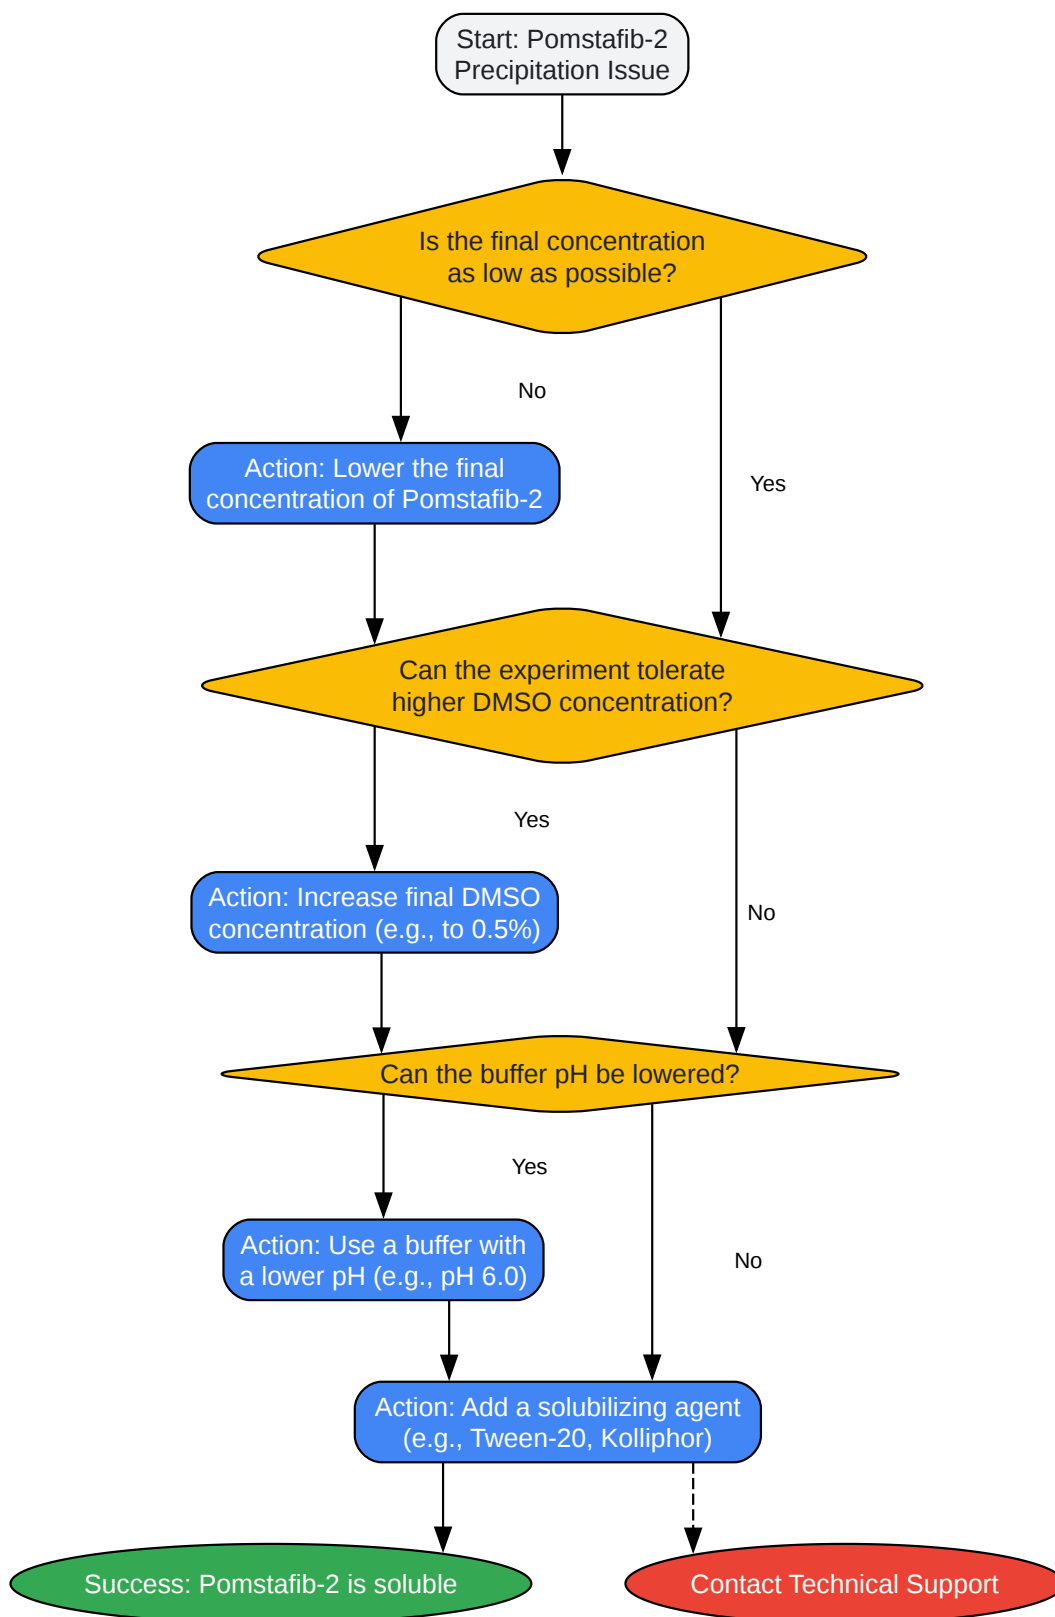 Start: Pomstafib-2
Precipitation Issue
Is the final concentration
as low as possible?
No
Action: Lower the final
concentration of Pomstafib-2
Yes
Can the experiment tolerate
higher DMSO concentration?
Yes
Action: Increase final DMSO
concentration (e.g., to 0.5%)
No
Can the buffer pH be lowered?
Yes
Action: Use a buffer with
a lower pH (e.g., pH 6.0)
No
Action: Add a solubilizing agent
(e.g., Tween-20, Kolliphor)
Success: Pomstafib-2 is soluble
Contact Technical Support